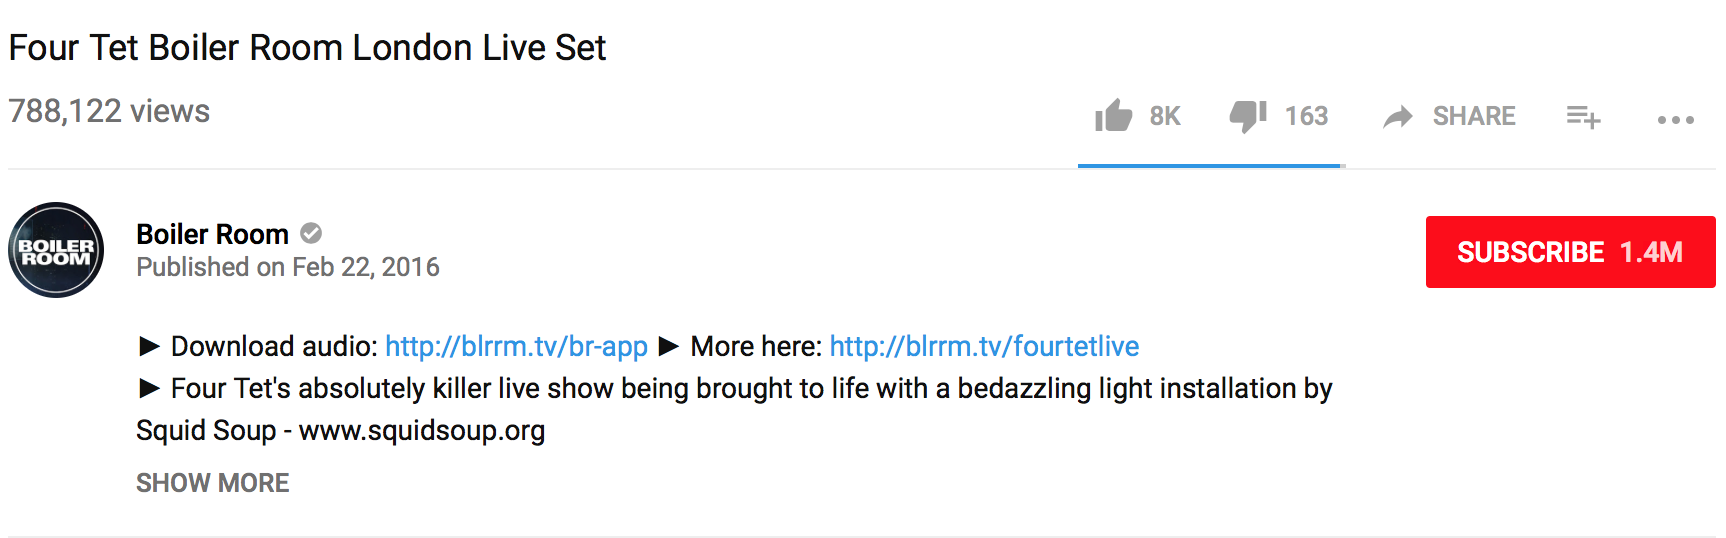 Four Tet Boiler Room London Live Set
788,122 views
8K 163 SHARE
BOILER
ROOM
Boiler Room
Published on Feb 22, 2016
SUBSCRIBE 1.4M
► Download audio: http://blrrm.tv/br-app ► More here: http://blrrm.tv/fourtetlive
► Four Tet's absolutely killer live show being brought to life with a bedazzling light installation by
Squid Soup - www.squidsoup.org
SHOW MORE